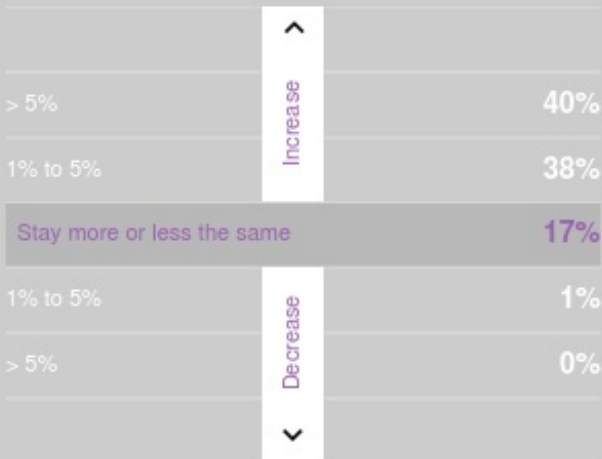 > 5% 40%
Increase
1% to 5% 38%
Stay more or less the same 17%
1% to 5% 1%
Decrease
> 5% 0%